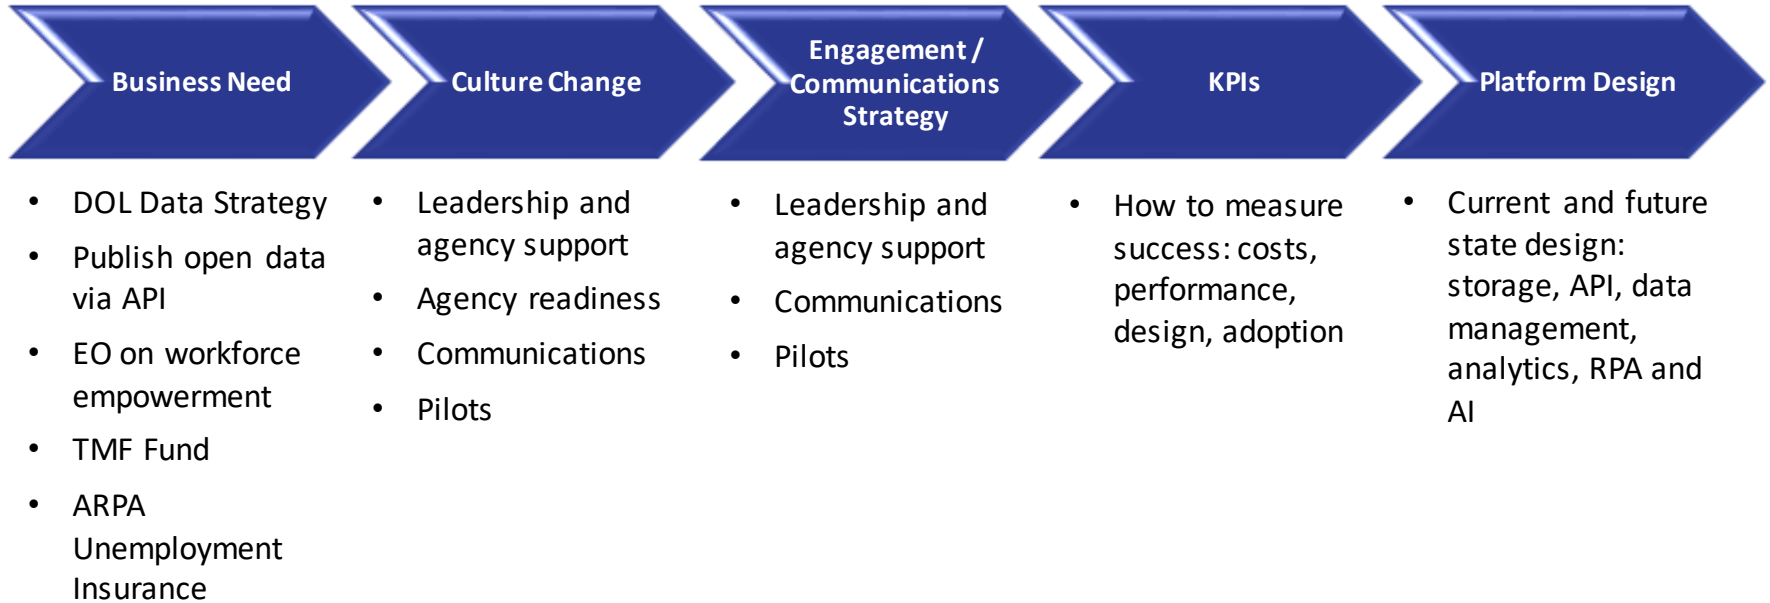 Business Need
Culture Change
Engagement /
Communications
Strategy
KPIs
Platform Design
• DOL Data Strategy
• Publish open data
via API
• EO on workforce
empowerment
• TMF Fund
• ARPA
Unemployment
Insurance
• Leadership and
agency support
• Agency readiness
• Communications
• Pilots
• Leadership and
agency support
• Communications
• Pilots
• How to measure
success: costs,
performance,
design, adoption
• Current and future
state design:
storage, API, data
management,
analytics, RPA and
AI